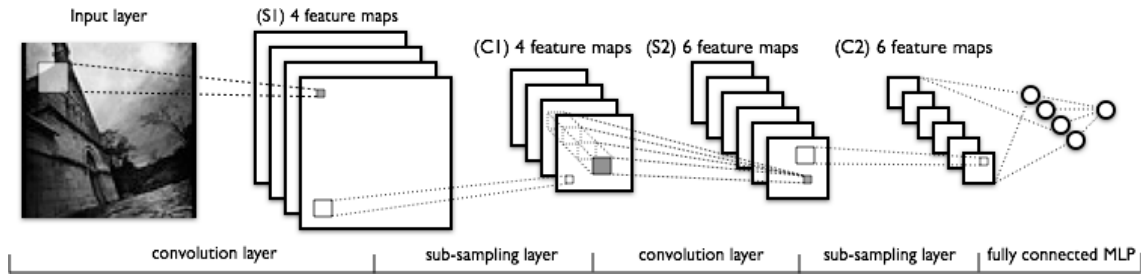 Input layer
(S1) 4 feature maps
(C1) 4 feature maps
(S2) 6 feature maps
(C2) 6 feature maps
convolution layer
sub-sampling layer
convolution layer
sub-sampling layer
fully connected MLP